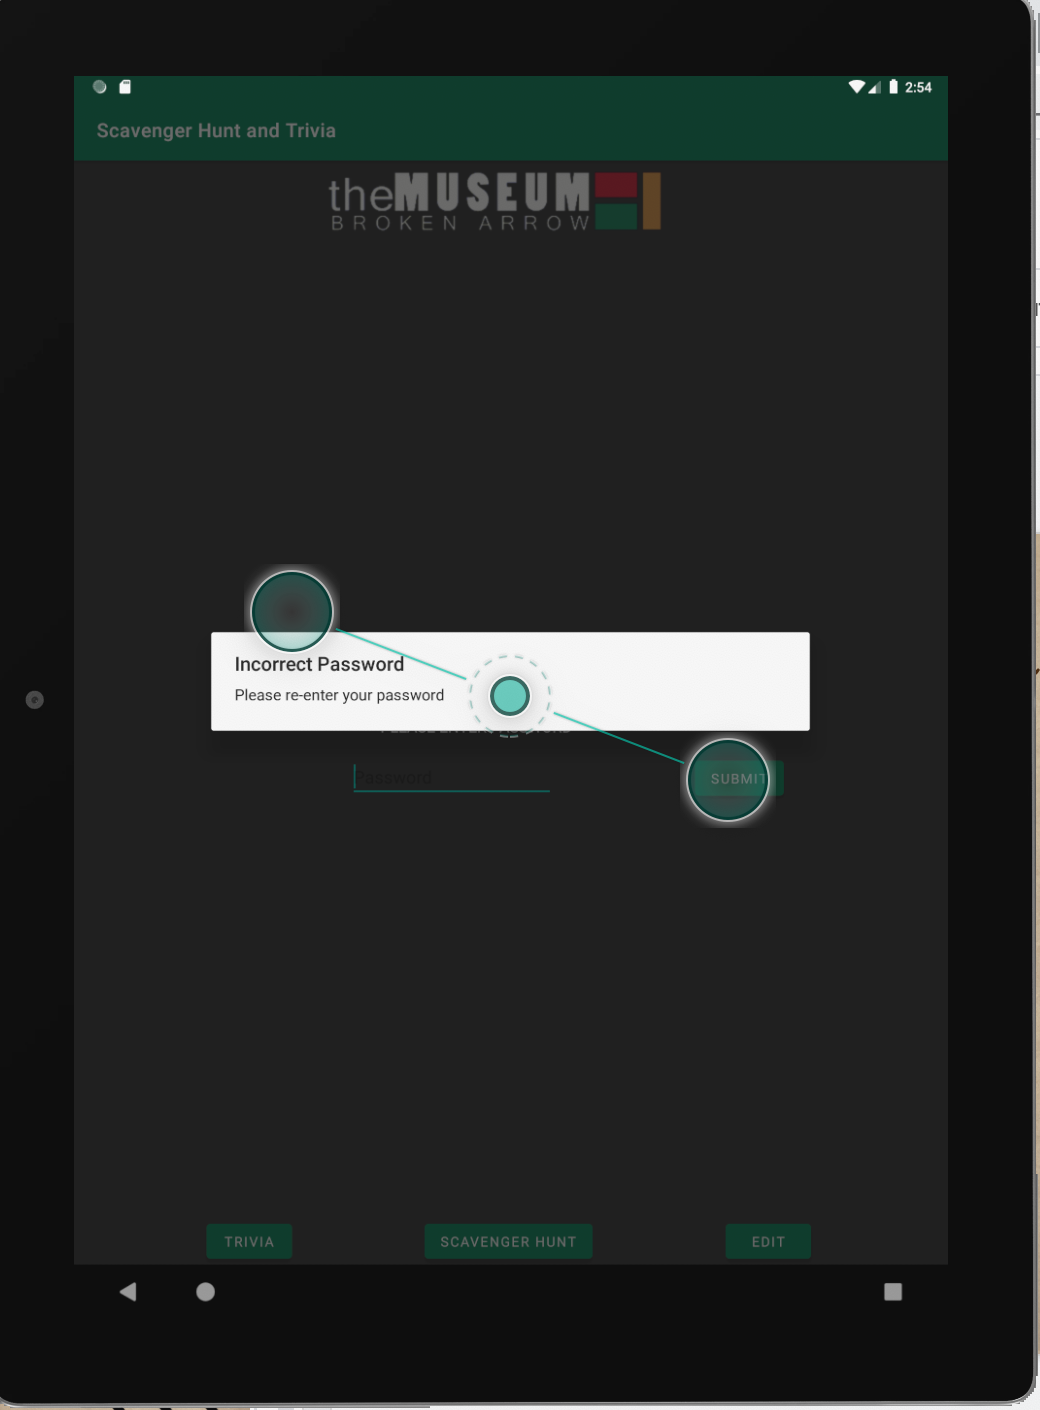 2:54
Scavenger Hunt and Trivia
theMUSEUM
BROKEN ARROW
Incorrect Password
Please re-enter your password
Password
SUBMIT
TRIVIA
SCAVENGER HUNT
EDIT